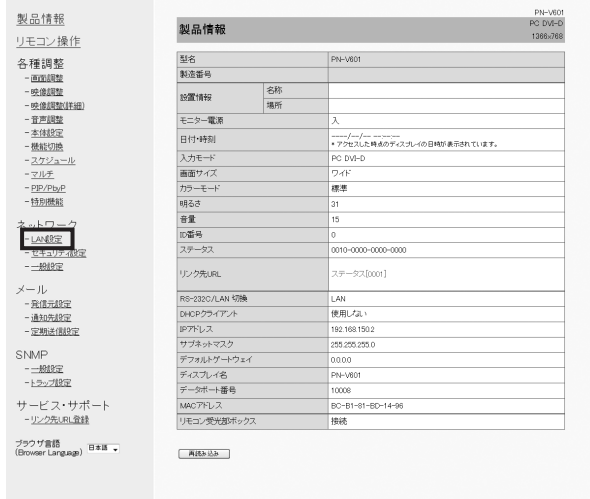 製品情報
リモコン操作
各種調整
- 画面調整
- 映像調整
- 映像調整(詳細)
- 音声調整
- 本体設定
- 機能切換
- スケジュール
- マルチ
- PIP/PbyP
- 特別機能
ネットワーク
- LAN設定
- セキュリティ設定
- 一般設定
メール
- 発信元設定
- 通知先設定
- 定期送信設定
SNMP
- 一般設定
- トラップ設定
サービス・サポート
- リンク先URL登録
ブラウザ言語
(Browser Language) 日本語
PN-V601
PC DVI-D
1366x768
製品情報
型名 PN-V601
製造番号
設置情報 名称
場所
モニター電源 入
日付・時刻 ----/--/-- --:--:--
* アクセスした時点のディスプレイの日時が表示されています。
入力モード PC DVI-D
画面サイズ ワイド
カラーモード 標準
明るさ 31
音量 15
ID番号 0
ステータス 0010-0000-0000-0000
リンク先URL ステータス[0001]
RS-232C/LAN 切換 LAN
DHCPクライアント 使用しない
IPアドレス 192.168.150.2
サブネットマスク 255.255.255.0
デフォルトゲートウェイ 0.0.0.0
ディスプレイ名 PN-V601
データポート番号 10008
MACアドレス BC-B1-81-BD-14-96
リモコン受光部ボックス 接続
再読み込み